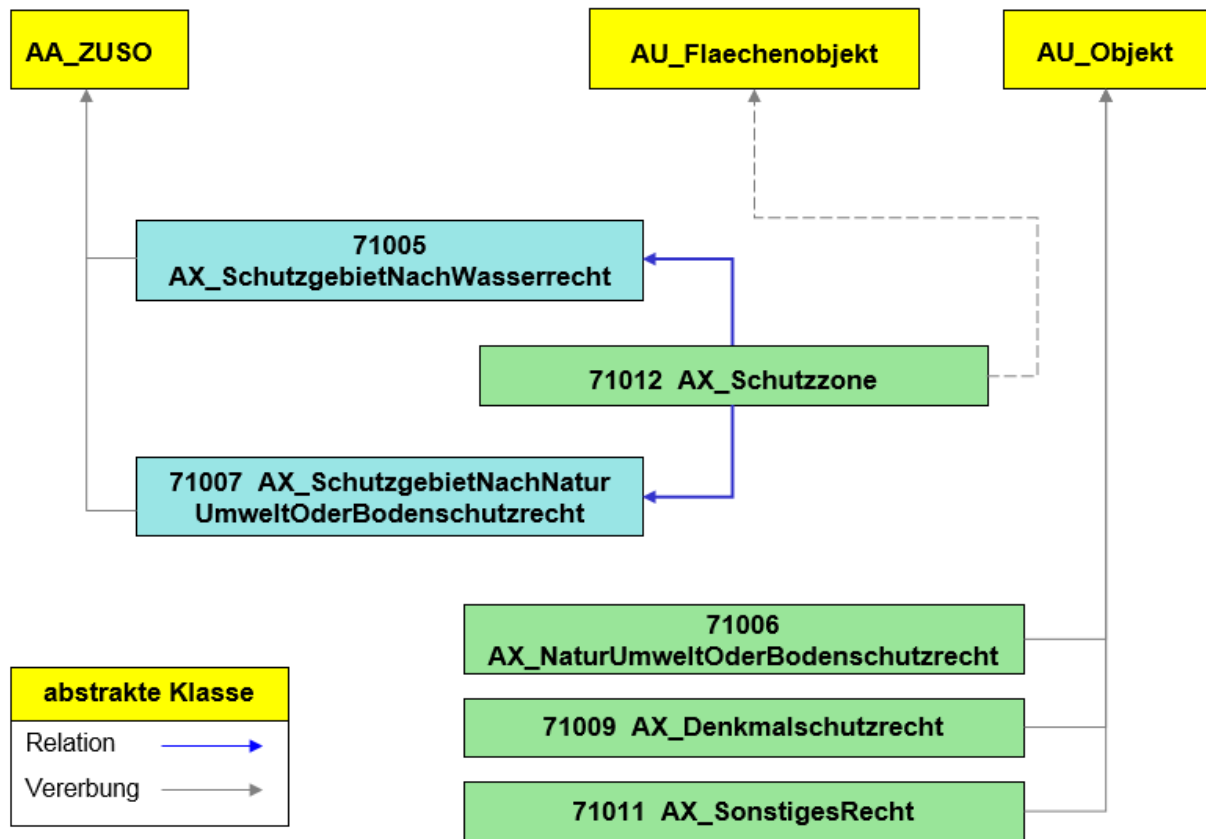 AA_ZUSO
AU_Flaechenobjekt
AU_Objekt
71005
AX_SchutzgebietNachWasserrecht
71012 AX_Schutzzone
71007 AX_SchutzgebietNachNatur
UmweltOderBodenschutzrecht
71006
AX_NaturUmweltOderBodenschutzrecht
71009 AX_Denkmalschutzrecht
71011 AX_SonstigesRecht
abstrakte Klasse
Relation
Vererbung